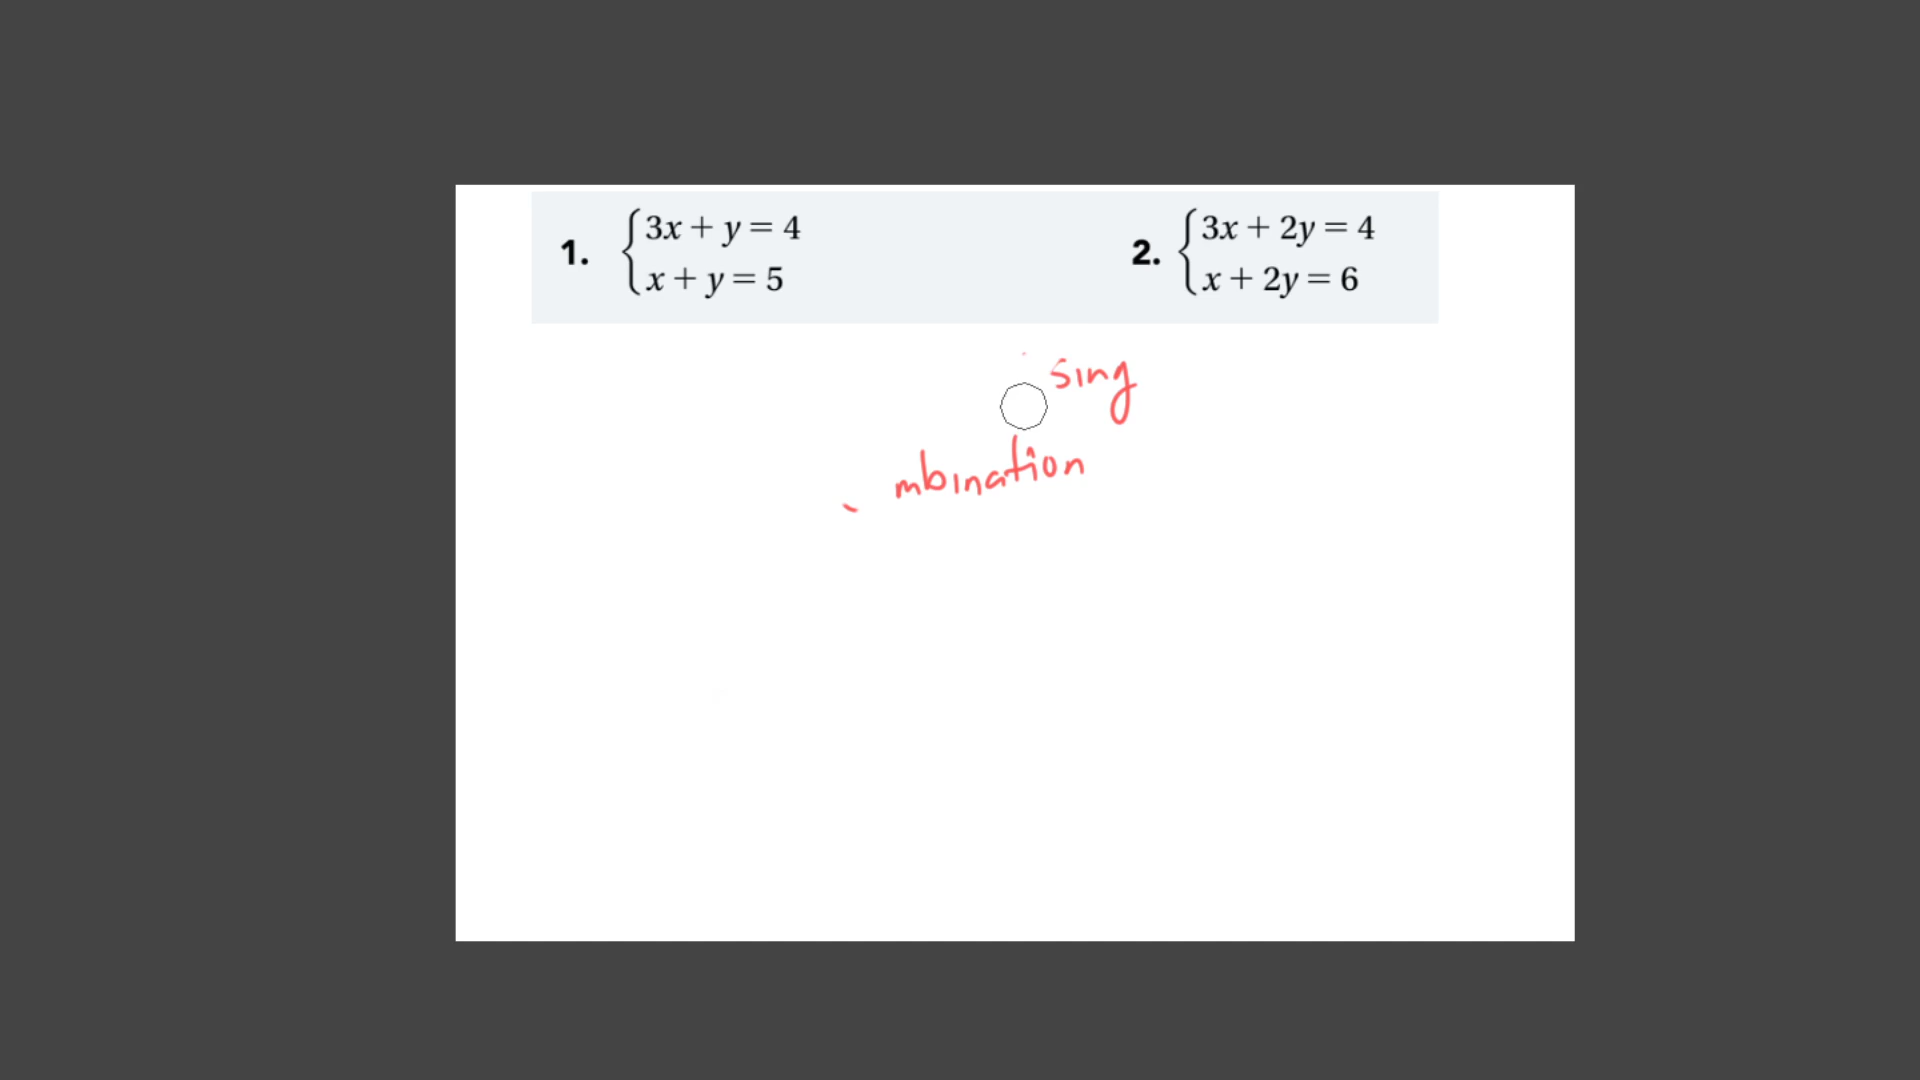 1. 3x + y = 4
x + y = 5
2. 3x + 2y = 4
x + 2y = 6
sing
mbination